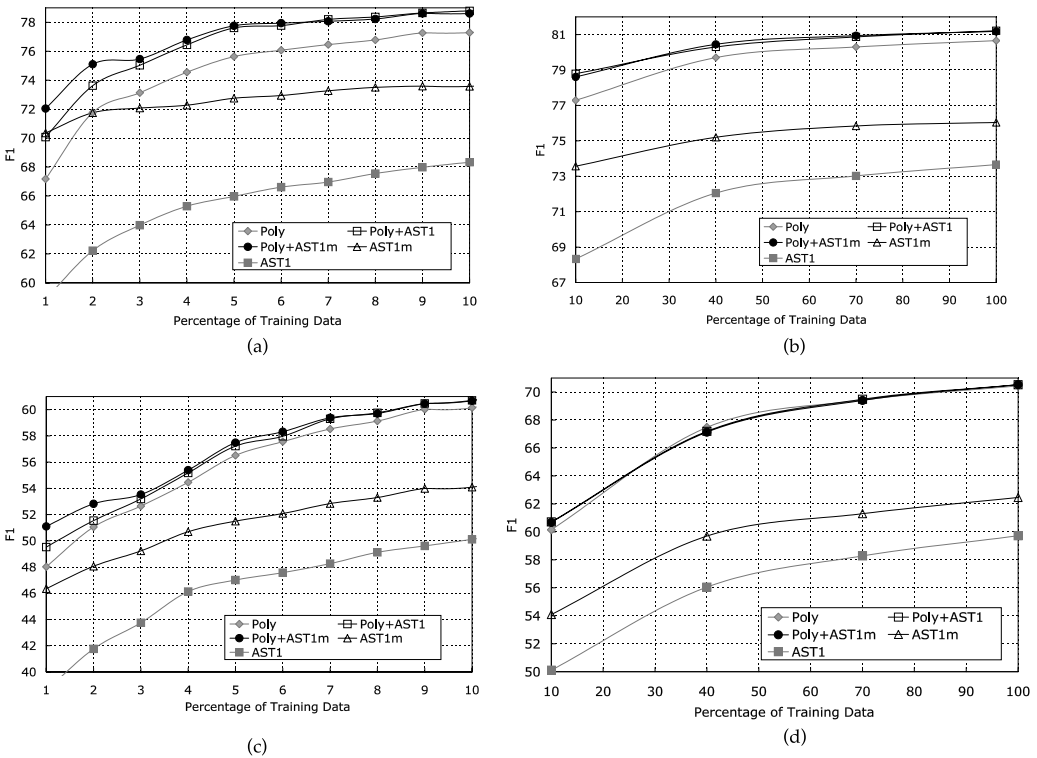 78
76
74
72
70
68
66
64
62
60
F1
Poly Poly+AST1
Poly+AST1m AST1m
AST1
1 2 3 4 5 6 7 8 9 10
Percentage of Training Data
(a)
81
79
77
75
73
71
69
67
F1
Poly Poly+AST1
Poly+AST1m AST1m
AST1
10 20 30 40 50 60 70 80 90 100
Percentage of Training Data
(b)
60
58
56
54
52
50
48
46
44
42
40
F1
Poly Poly+AST1
Poly+AST1m AST1m
AST1
1 2 3 4 5 6 7 8 9 10
Percentage of Training Data
(c)
70
68
66
64
62
60
58
56
54
52
50
F1
Poly Poly+AST1
Poly+AST1m AST1m
AST1
10 20 30 40 50 60 70 80 90 100
Percentage of Training Data
(d)